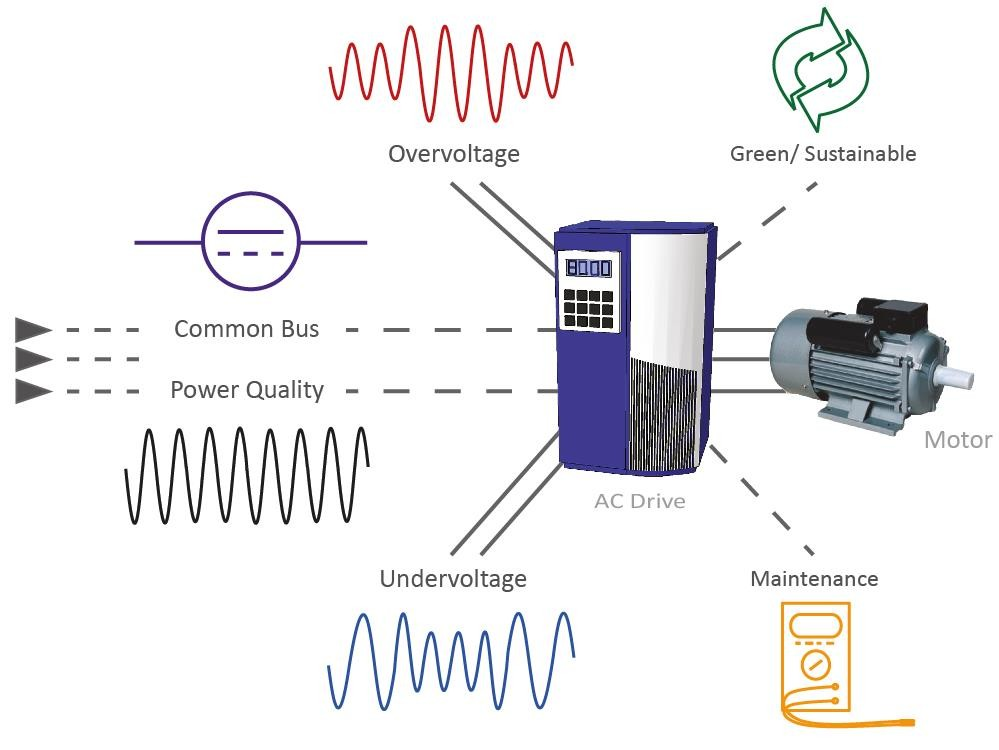 Overvoltage
Green/ Sustainable
8000
Common Bus
Power Quality
Motor
AC Drive
Undervoltage
Maintenance